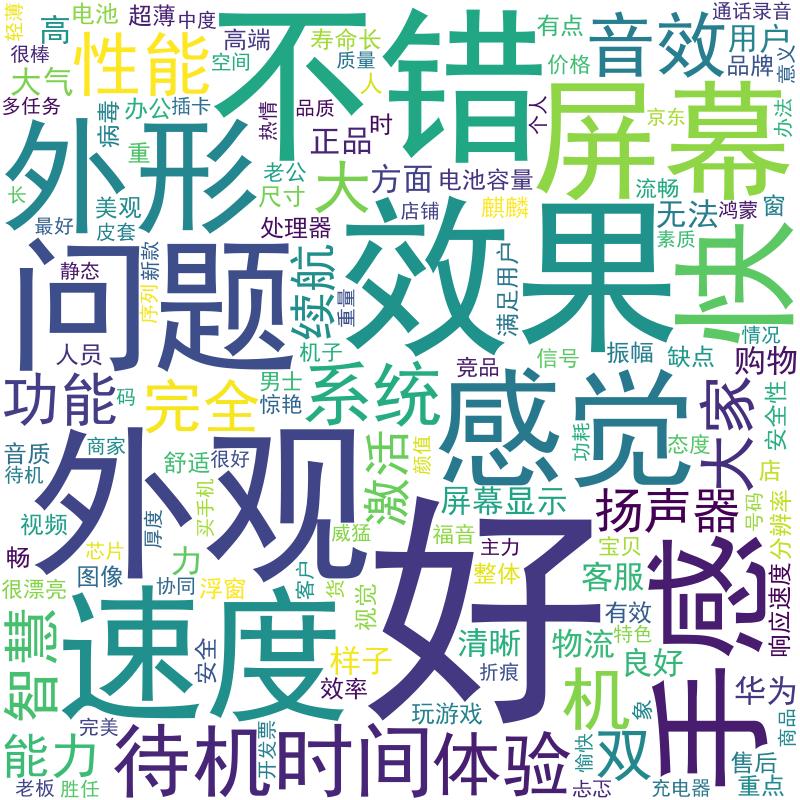 轻薄
电池
超薄
中度
高
高端
很棒
大气
性能
空间
不错
寿命长
质量
人
有点
价格
音效
用户
通话录音
品牌
意义
多任务
病毒
办公
插卡
热情
品质
正品
时
个人
屏幕
京东
办法
外形
重
老公
尺寸
大
方面
店铺
电池容量
麒麟
流畅
无法
鸿蒙
窗
长
美观
最好
皮套
处理器
效果
素质
快
问题
静态
新款
序列
续航
重量
满足用户
情况
人员
机子
竞品
信号
振幅
缺点
购物
功能
码
完全
男士
惊艳
系统
感觉
功耗
态度
大家
安全性
音质
待机
商家
外观
舒适
很好
买手机
激活
颜值
屏幕显示
扬声器
店
号码
分辨率
视频
厚度
畅
芯片
力
威猛
福音
主力
宝贝
好
手感
响应速度
很漂亮
图像
协同
浮窗
客户
货
视觉
整体
客服
有效
特色
智慧
速度
安全
样子
效率
清晰
折痕
物流
良好
机
华为
象
商品
完美
玩游戏
能力
待机时间
开发票
体验
愉快
双
售后
老板
胜任
忐忑
充电器
重点